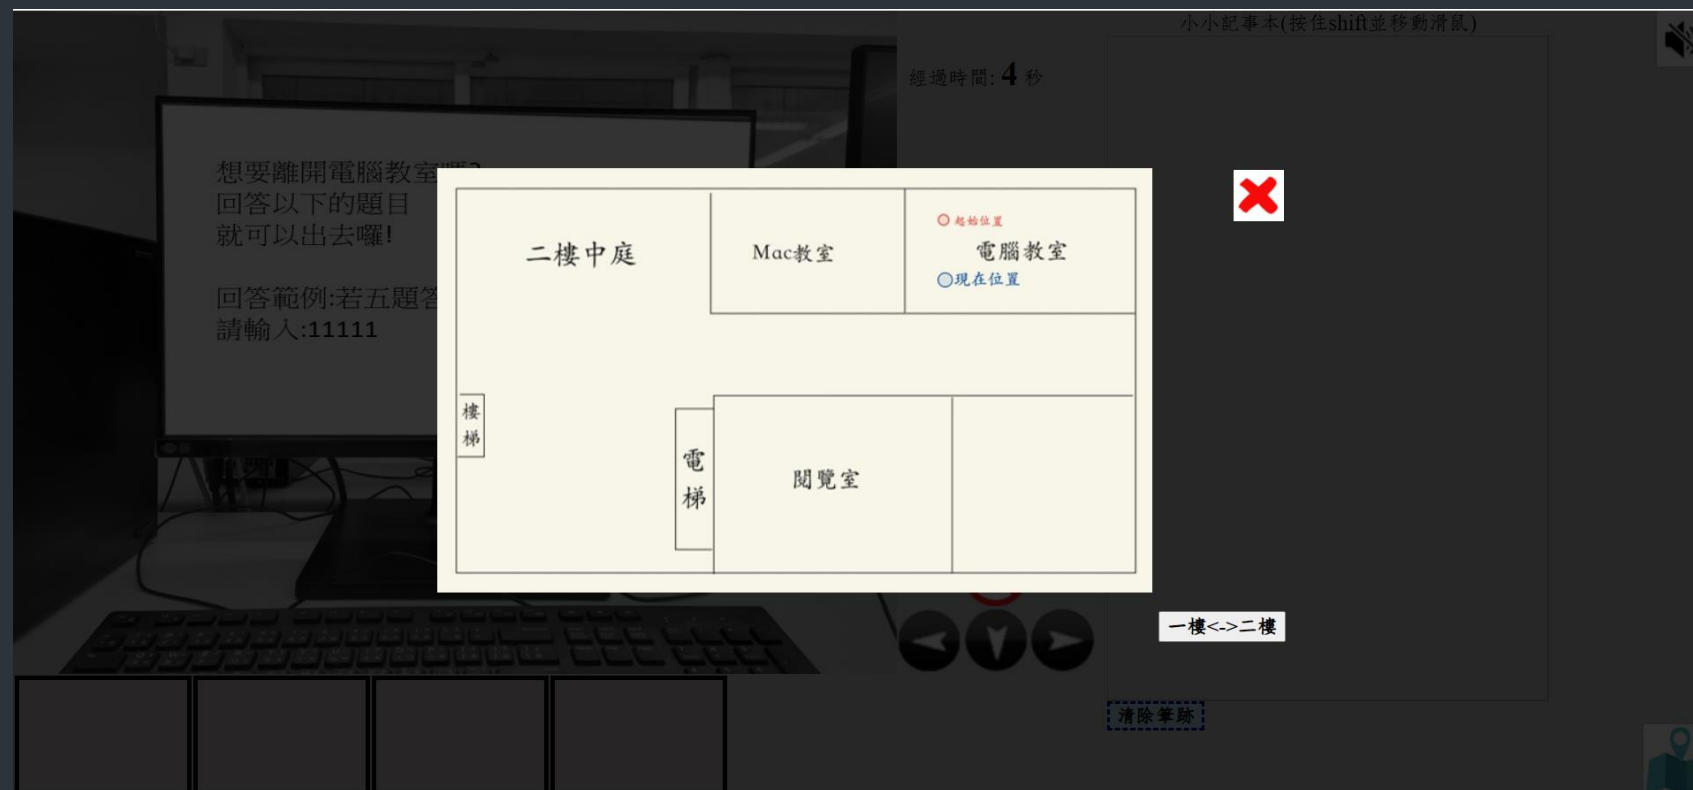 小小記事本(按住shift並移動滑鼠)
經過時間: 4 秒
想要離開電腦教室嗎?
回答以下的題目
就可以出去囉!
回答範例:若五題答
請輸入:11111
二樓中庭
Mac教室
起始位置
電腦教室
現在位置
樓梯
電梯
閱覽室
一樓<->二樓
清除筆跡